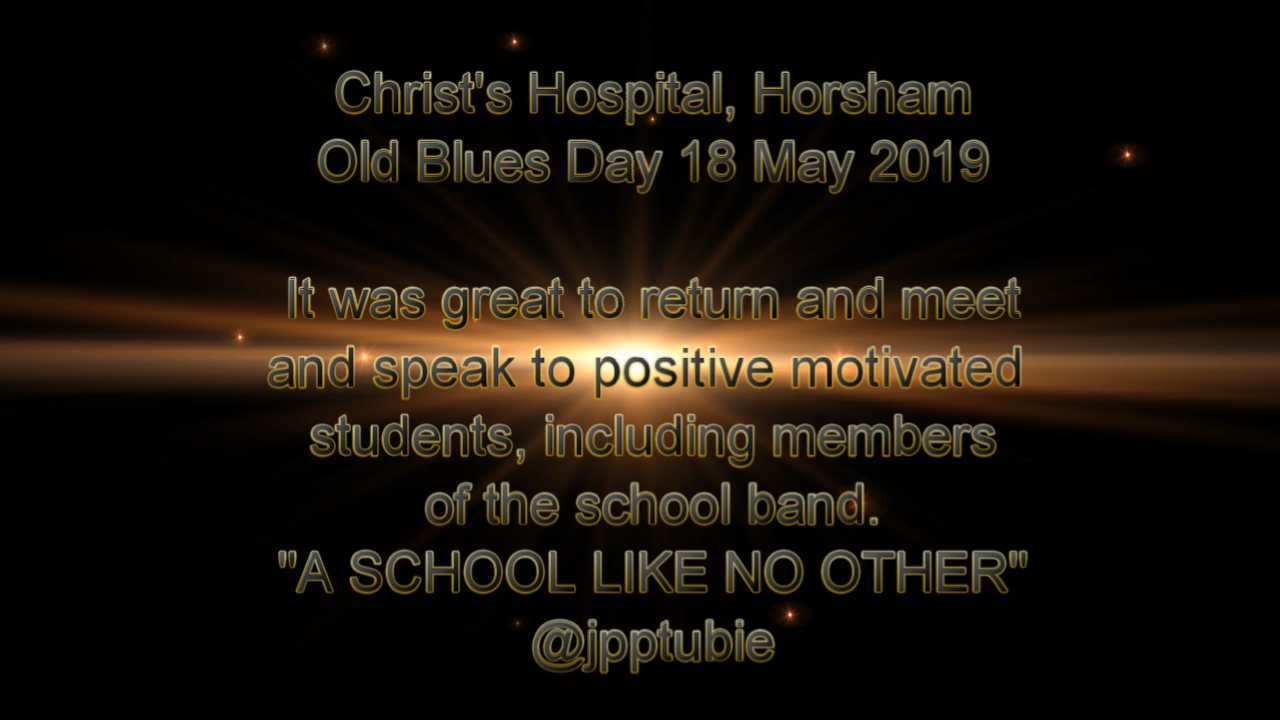 Christ's Hospital, Horsham
Old Blues Day 18 May 2019
It was great to return and meet
and speak to positive motivated
students, including members
of the school band.
"A SCHOOL LIKE NO OTHER"
@jpptubie